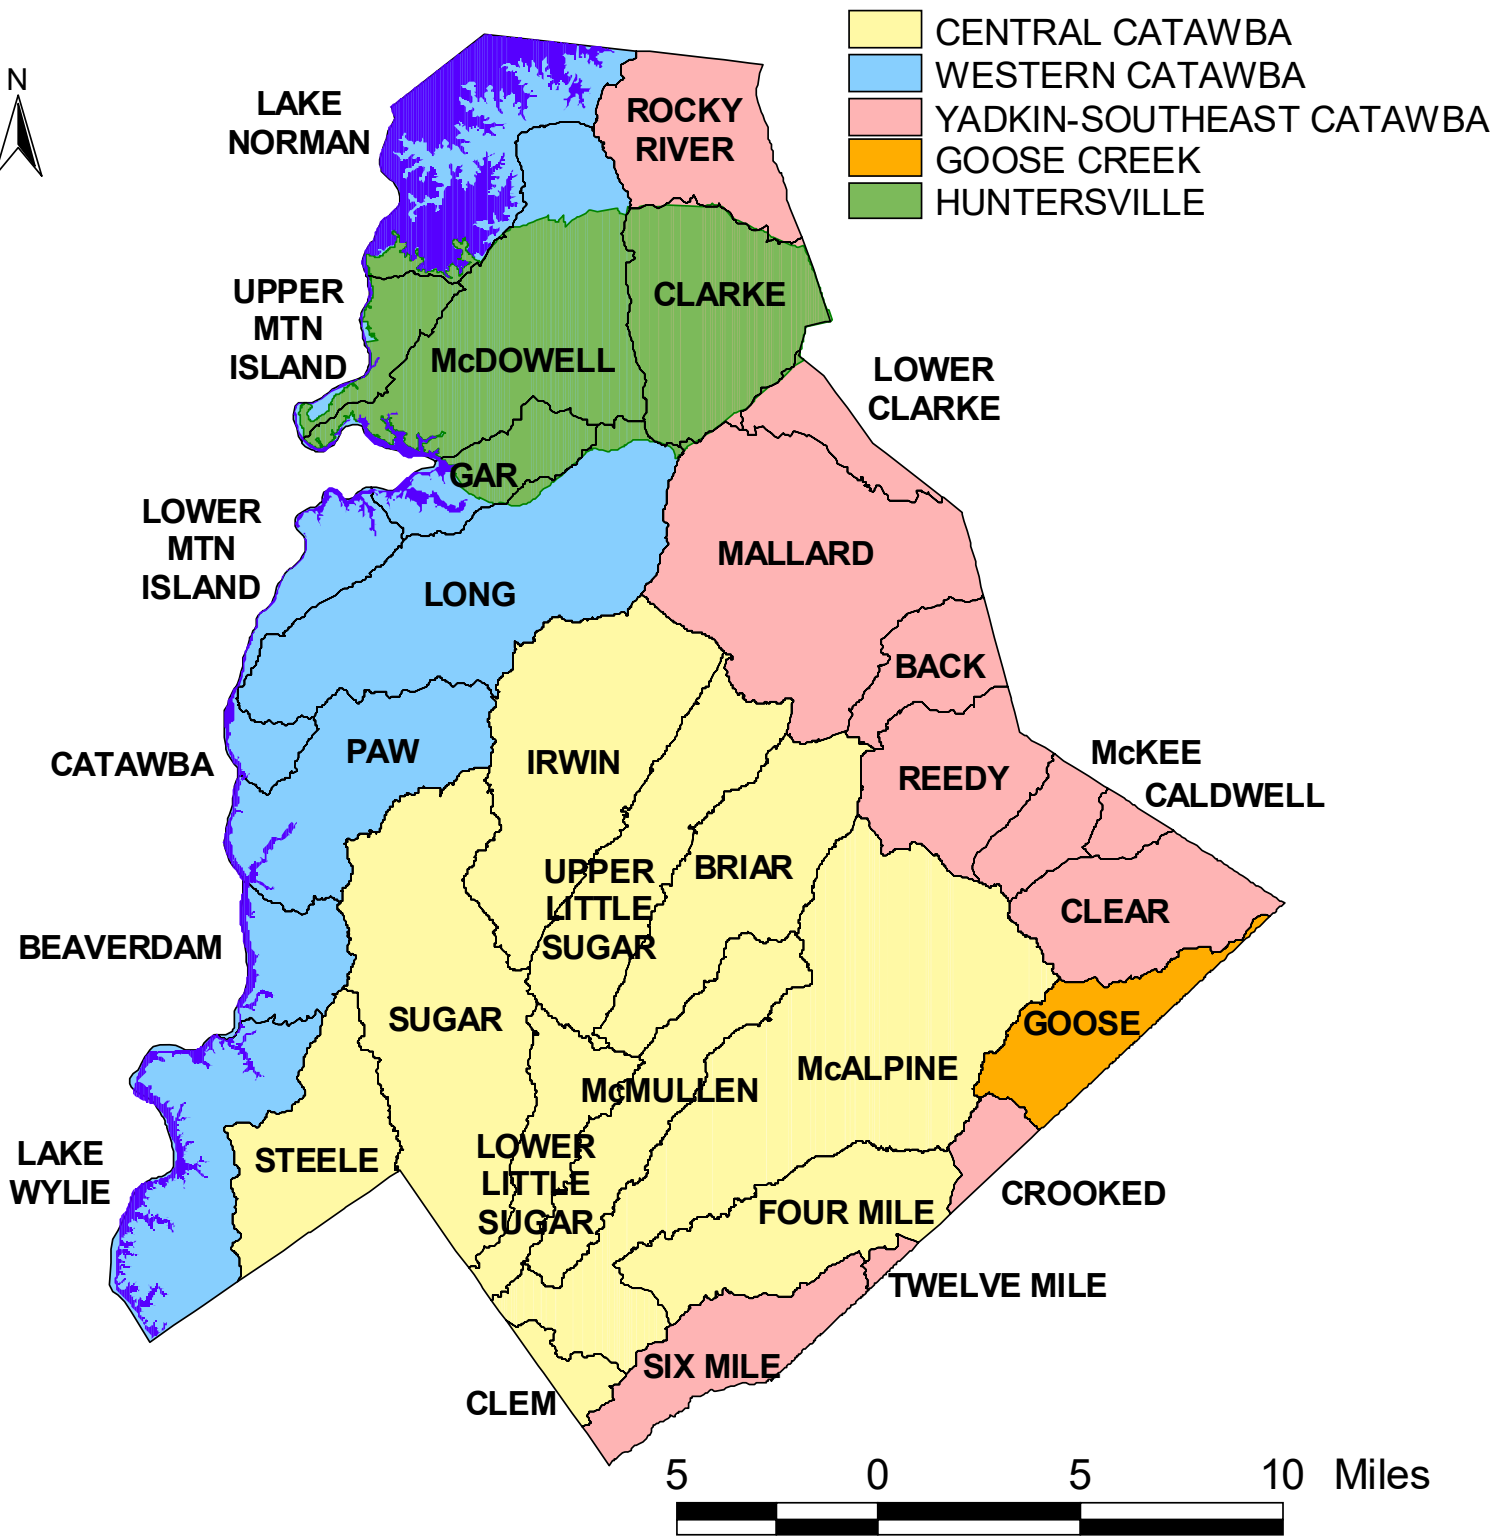 CENTRAL CATAWBA
WESTERN CATAWBA
YADKIN-SOUTHEAST CATAWBA
GOOSE CREEK
HUNTERSVILLE
N
LAKE
NORMAN
ROCKY
RIVER
UPPER
MTN
ISLAND
CLARKE
McDOWELL
LOWER
CLARKE
GAR
LOWER
MTN
ISLAND
MALLARD
LONG
BACK
CATAWBA
PAW
IRWIN
REEDY
McKEE
CALDWELL
UPPER
LITTLE
SUGAR
BRIAR
CLEAR
BEAVERDAM
SUGAR
GOOSE
McMULLEN
McALPINE
LAKE
WYLIE
STEELE
LOWER
LITTLE
SUGAR
FOUR MILE
CROOKED
TWELVE MILE
SIX MILE
CLEM
5 0 5 10 Miles